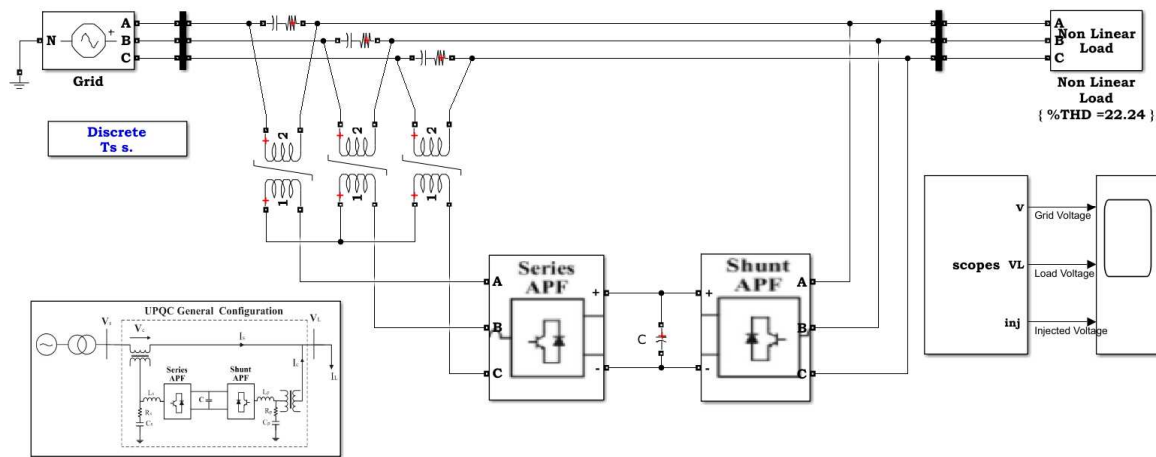 A
B
C
N
+
Grid
Discrete
Ts s.
+
2
+
1
+
2
+
1
+
2
+
1
A
B
C
Non Linear
Load
Non Linear
Load
{ %THD =22.24 }
Series
APF
A
B
C
+
-
C
Shunt
APF
+
-
A
B
C
scopes
v
VL
inj
Grid Voltage
Load Voltage
Injected Voltage
UPQC General Configuration
Series
APF
Shunt
APF
C